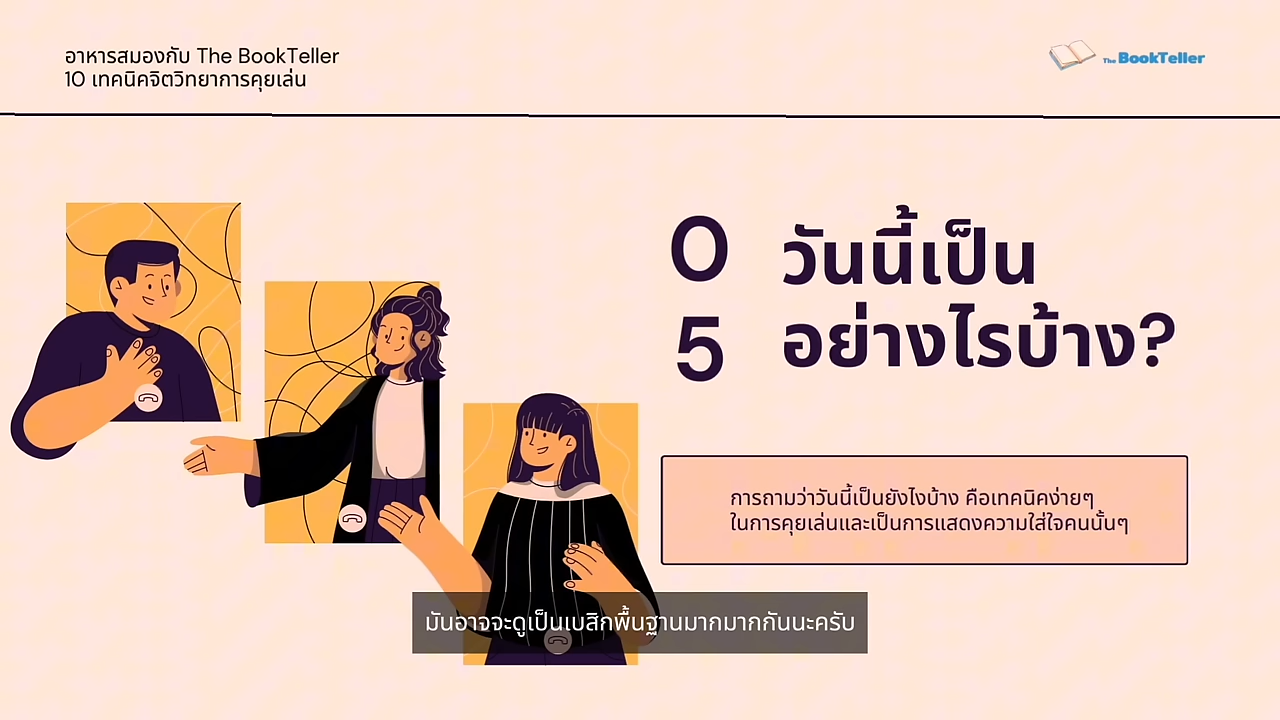 อาหารสมองกับ The BookTeller
10 เทคนิคจิตวิทยาการคุยเล่น
The BookTeller
05
วันนี้เป็น
อย่างไรบ้าง?
การถามว่าวันนี้เป็นยังไงบ้าง คือเทคนิคง่ายๆ
ในการคุยเล่นและเป็นการแสดงความใส่ใจคนนั้นๆ
มันอาจจะดูเป็นเบสิกพื้นฐานมากมากกันนะครับ